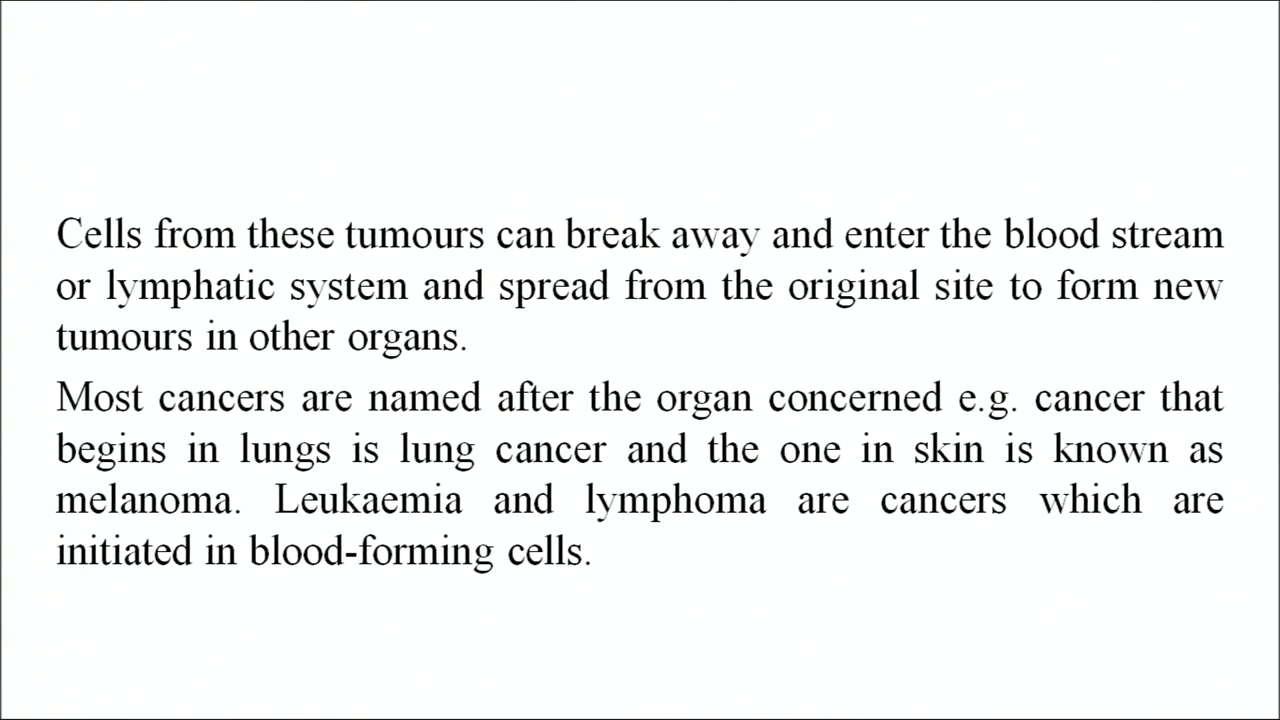 Cells from these tumours can break away and enter the blood stream
or lymphatic system and spread from the original site to form new
tumours in other organs.
Most cancers are named after the organ concerned e.g. cancer that
begins in lungs is lung cancer and the one in skin is known as
melanoma. Leukaemia and lymphoma are cancers which are
initiated in blood-forming cells.